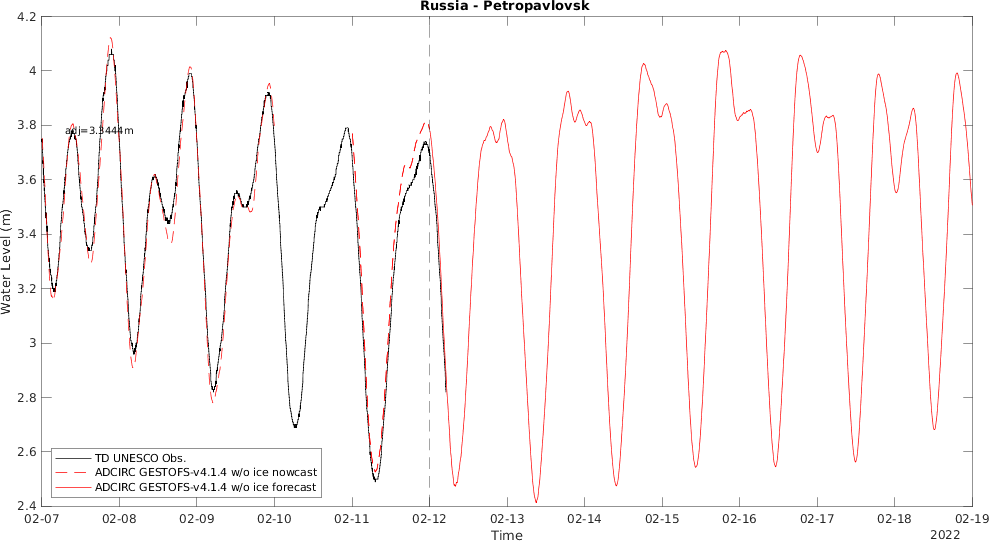 Russia - Petropavlovsk
4.2
4
3.8
3.6
3.4
3.2
3
2.8
2.6
2.4
Water Level (m)
adj=3.3444m
TD UNESCO Obs.
ADCIRC GESTOFS-v4.1.4 w/o ice nowcast
ADCIRC GESTOFS-v4.1.4 w/o ice forecast
02-07 02-08 02-09 02-10 02-11 02-12 02-13 02-14 02-15 02-16 02-17 02-18 02-19
Time
2022